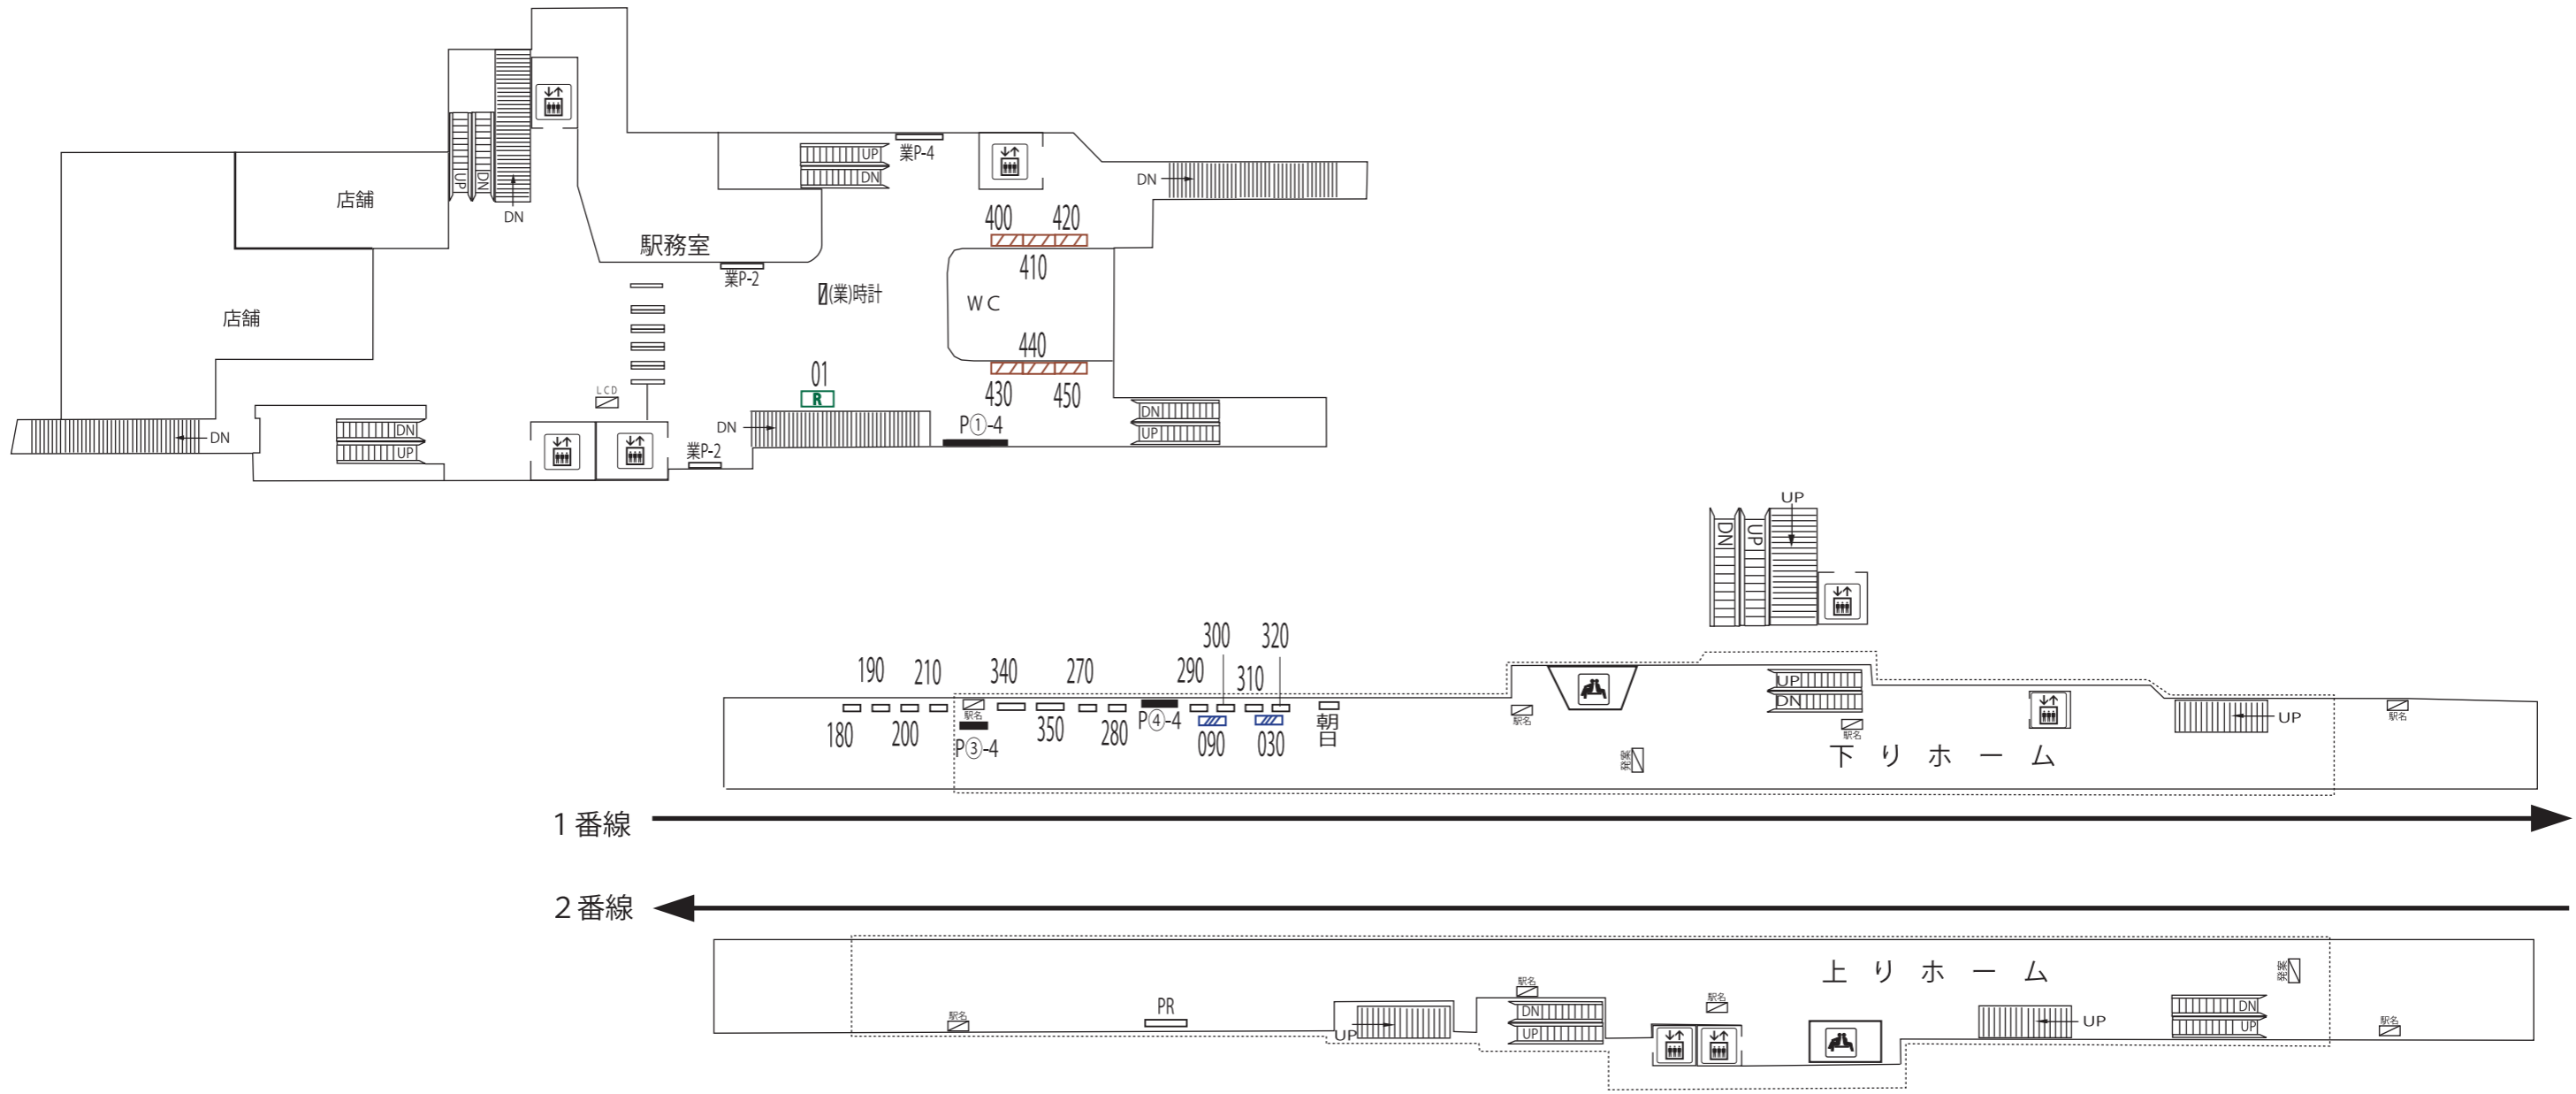 UP
DN
DN
店舗
店舗
駅務室
UP
DN
業P-4
DN
400
420
410
業P-2
(業)時計
WC
440
430
450
01
R
LCD
DN
DN
UP
業P-2
DN
P①-4
DN
UP
UP
DN
UP
300
320
190
210
340
270
290
310
駅名
180
200
P③-4
350
280
P④-4
090
030
朝日
駅名
UP
DN
駅名
発案
下りホーム
UP
駅名
1番線
2番線
上りホーム
発案
駅名
PR
UP
駅名
DN
UP
駅名
UP
DN
UP
駅名